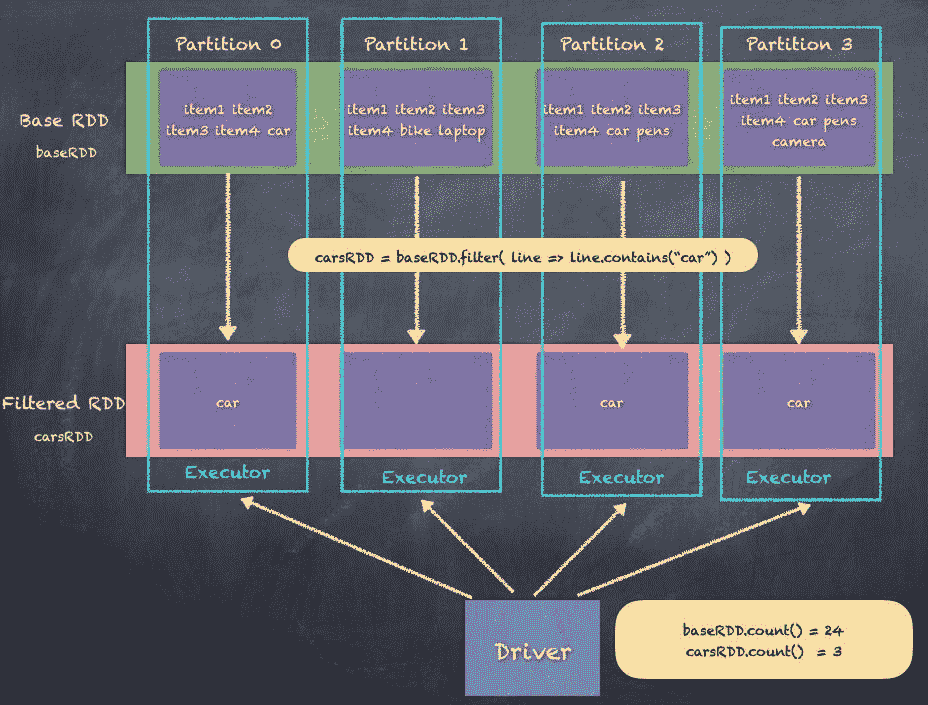 Partition 0
Partition 1
Partition 2
Partition 3
Base RDD
baseRDD
item1 item2
item3 item4 car
item1 item2 item3
item4 bike laptop
item1 item2 item3
item4 car pens
item1 item2 item3
item4 car pens
camera
carsRDD = baseRDD.filter( line => line.contains(“car”) )
Filtered RDD
carsRDD
car
car
car
Executor
Executor
Executor
Executor
Driver
baseRDD.count() = 24
carsRDD.count() = 3